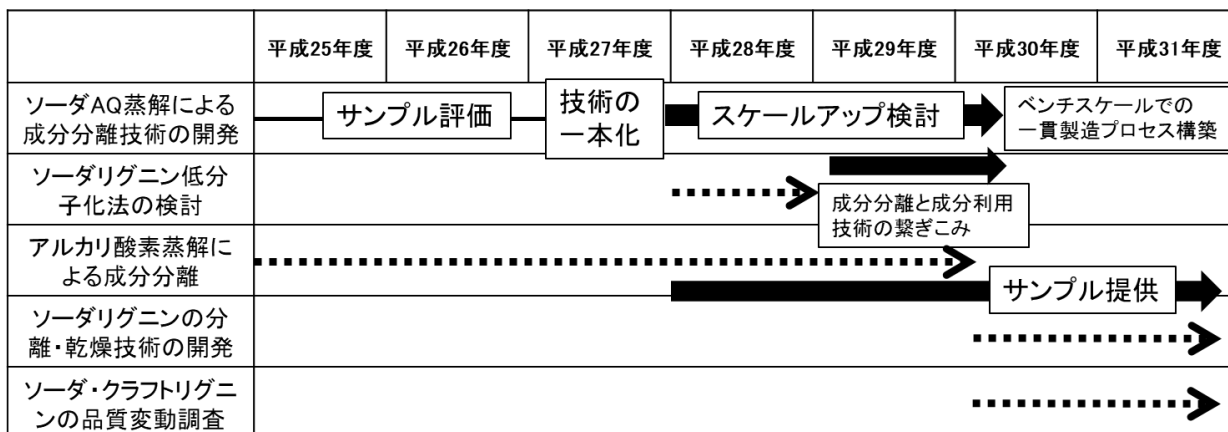 平成25年度
平成26年度
平成27年度
平成28年度
平成29年度
平成30年度
平成31年度
ソーダAQ蒸解による
成分分離技術の開発
サンプル評価
技術の
一本化
スケールアップ検討
ベンチスケールでの
一貫製造プロセス構築
ソーダリグニン低分
子化法の検討
成分分離と成分利用
技術の繋ぎこみ
アルカリ酸素蒸解に
よる成分分離
サンプル提供
ソーダリグニンの分
離・乾燥技術の開発
ソーダ・クラフトリグニ
ンの品質変動調査